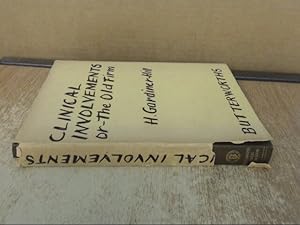 CLINICAL
INVOLVEMENTS
or-The Old Firm
H. Gardiner-Hill
BUTTERWORTHS
ICAL INVOLVEMENTS